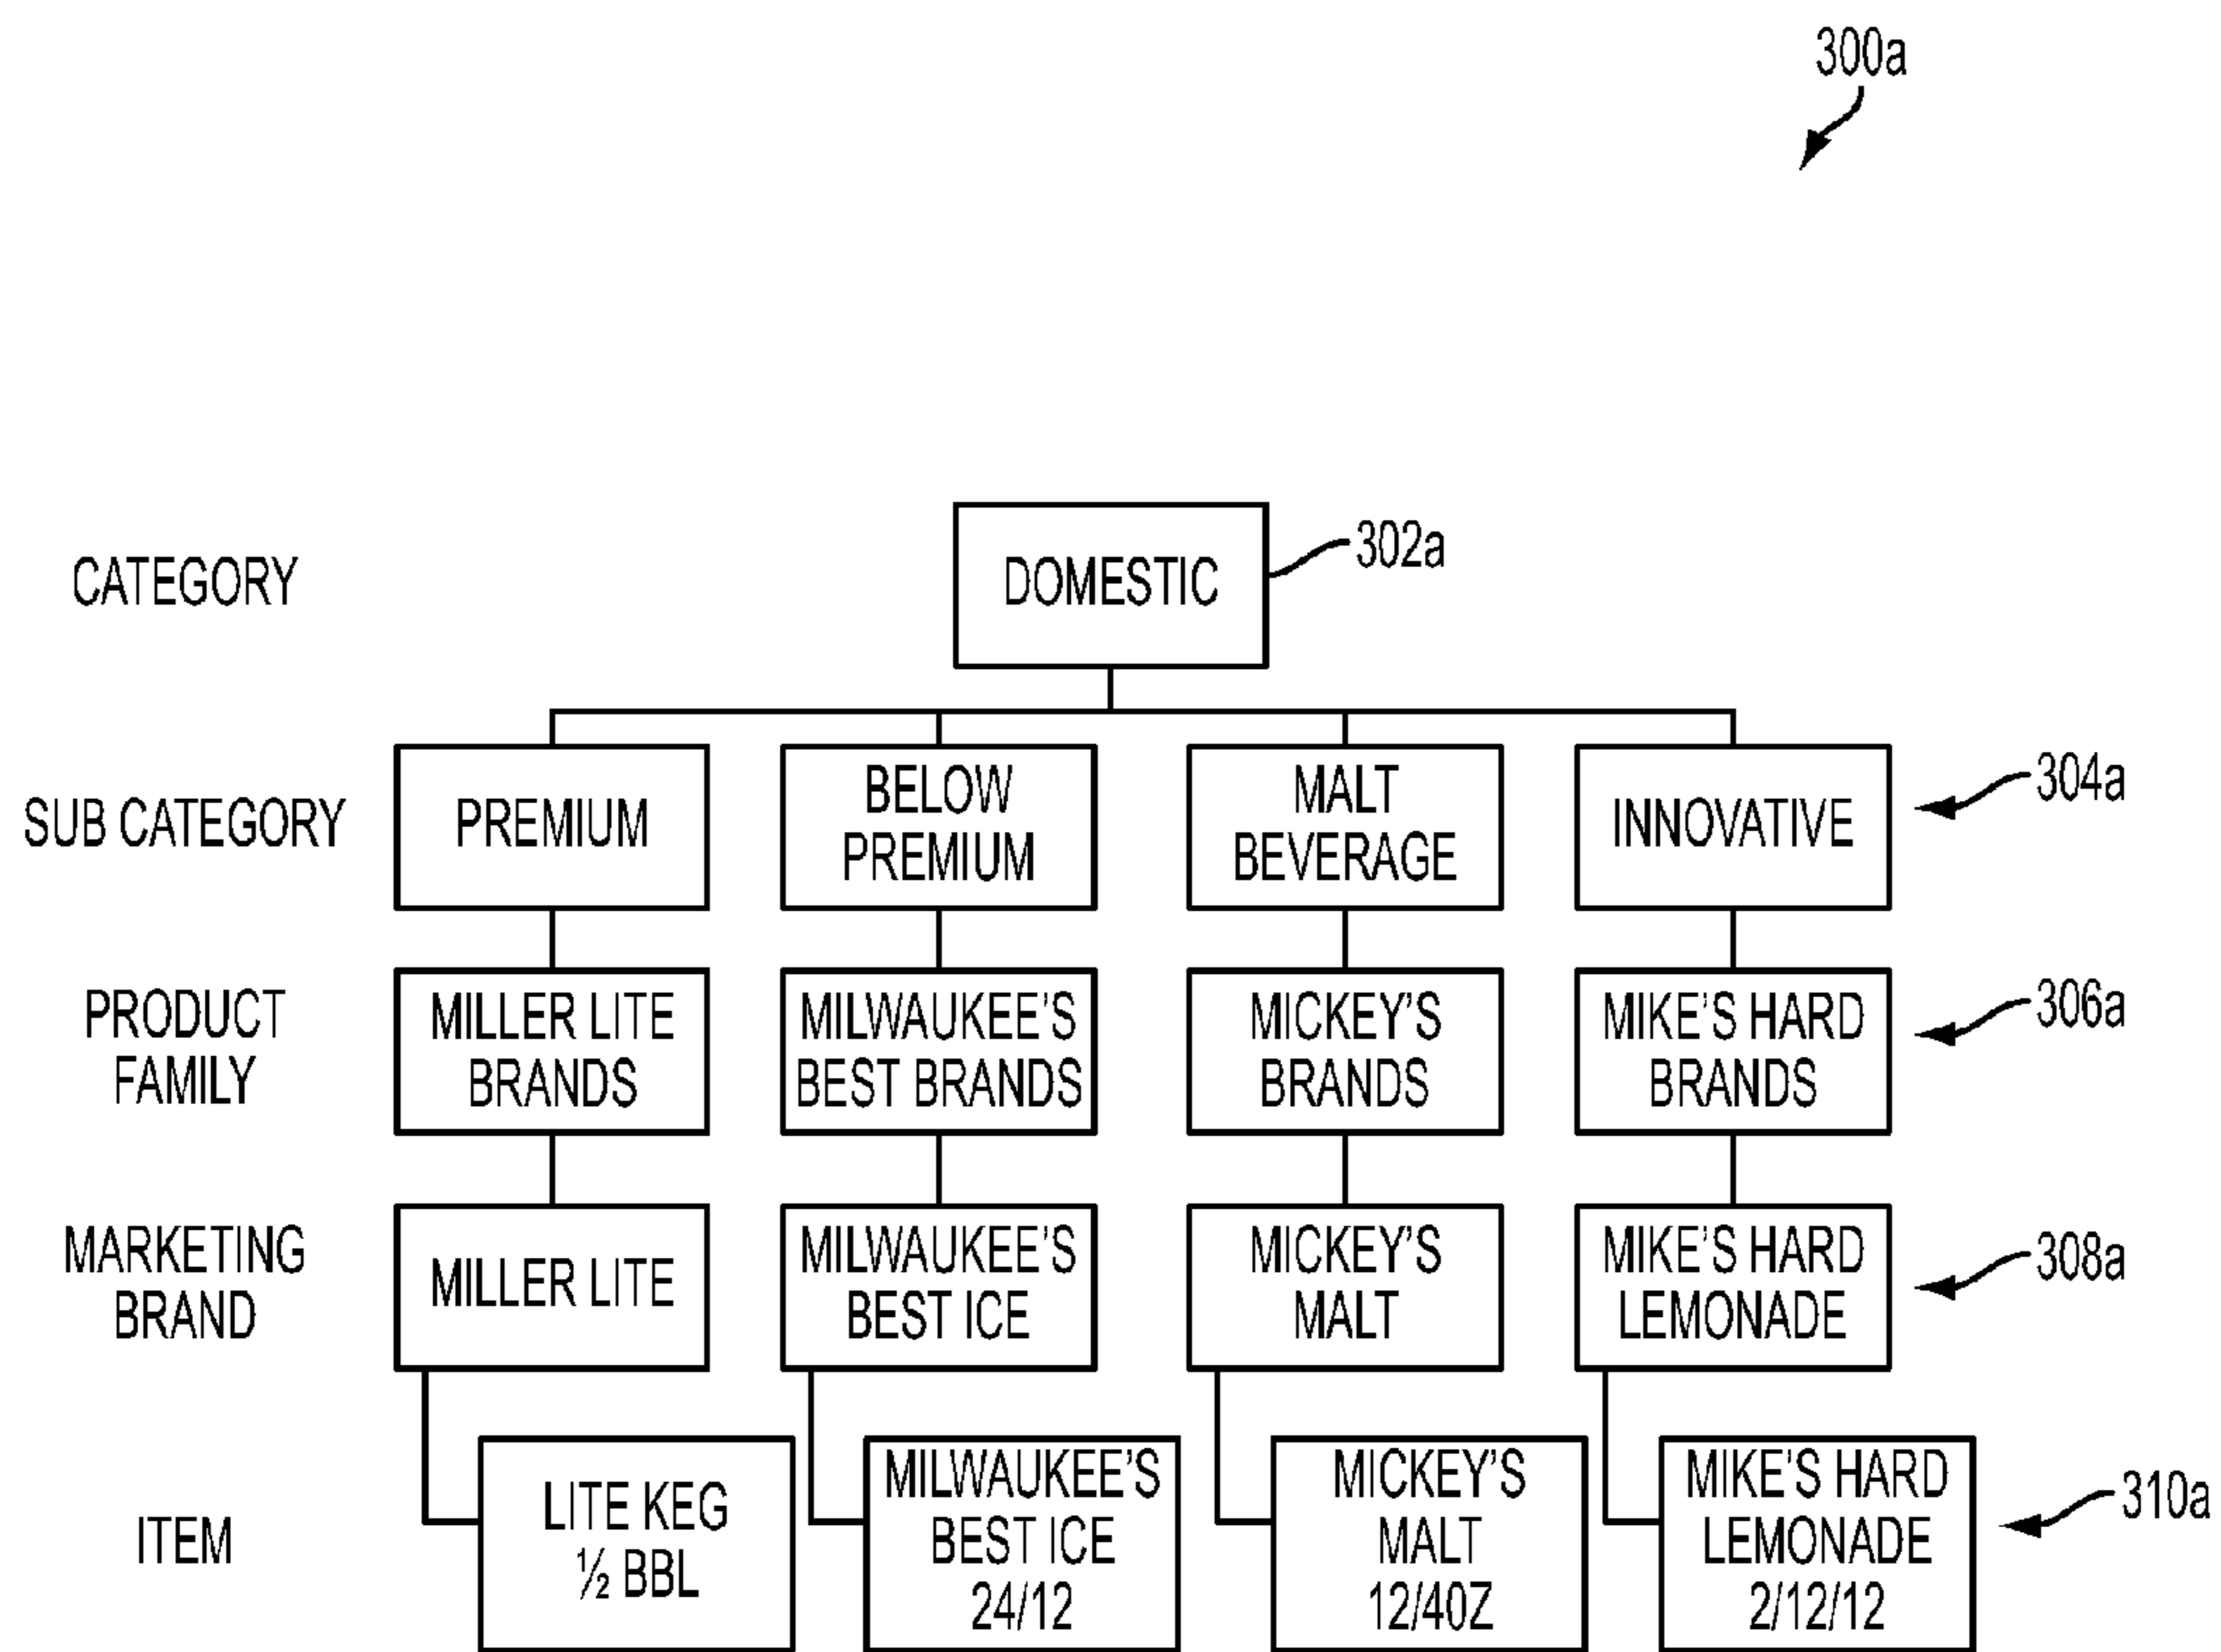 300a
CATEGORY
DOMESTIC
302a
SUB CATEGORY
PREMIUM
BELOW
PREMIUM
MALT
BEVERAGE
INNOVATIVE
304a
PRODUCT
FAMILY
MILLER LITE
BRANDS
MILWAUKEE'S
BEST BRANDS
MICKEY'S
BRANDS
MIKE'S HARD
BRANDS
306a
MARKETING
BRAND
MILLER LITE
MILWAUKEE'S
BEST ICE
MICKEY'S
MALT
MIKE'S HARD
LEMONADE
308a
ITEM
LITE KEG
½ BBL
MILWAUKEE'S
BEST ICE
24/12
MICKEY'S
MALT
12/40Z
MIKE'S HARD
LEMONADE
2/12/12
310a